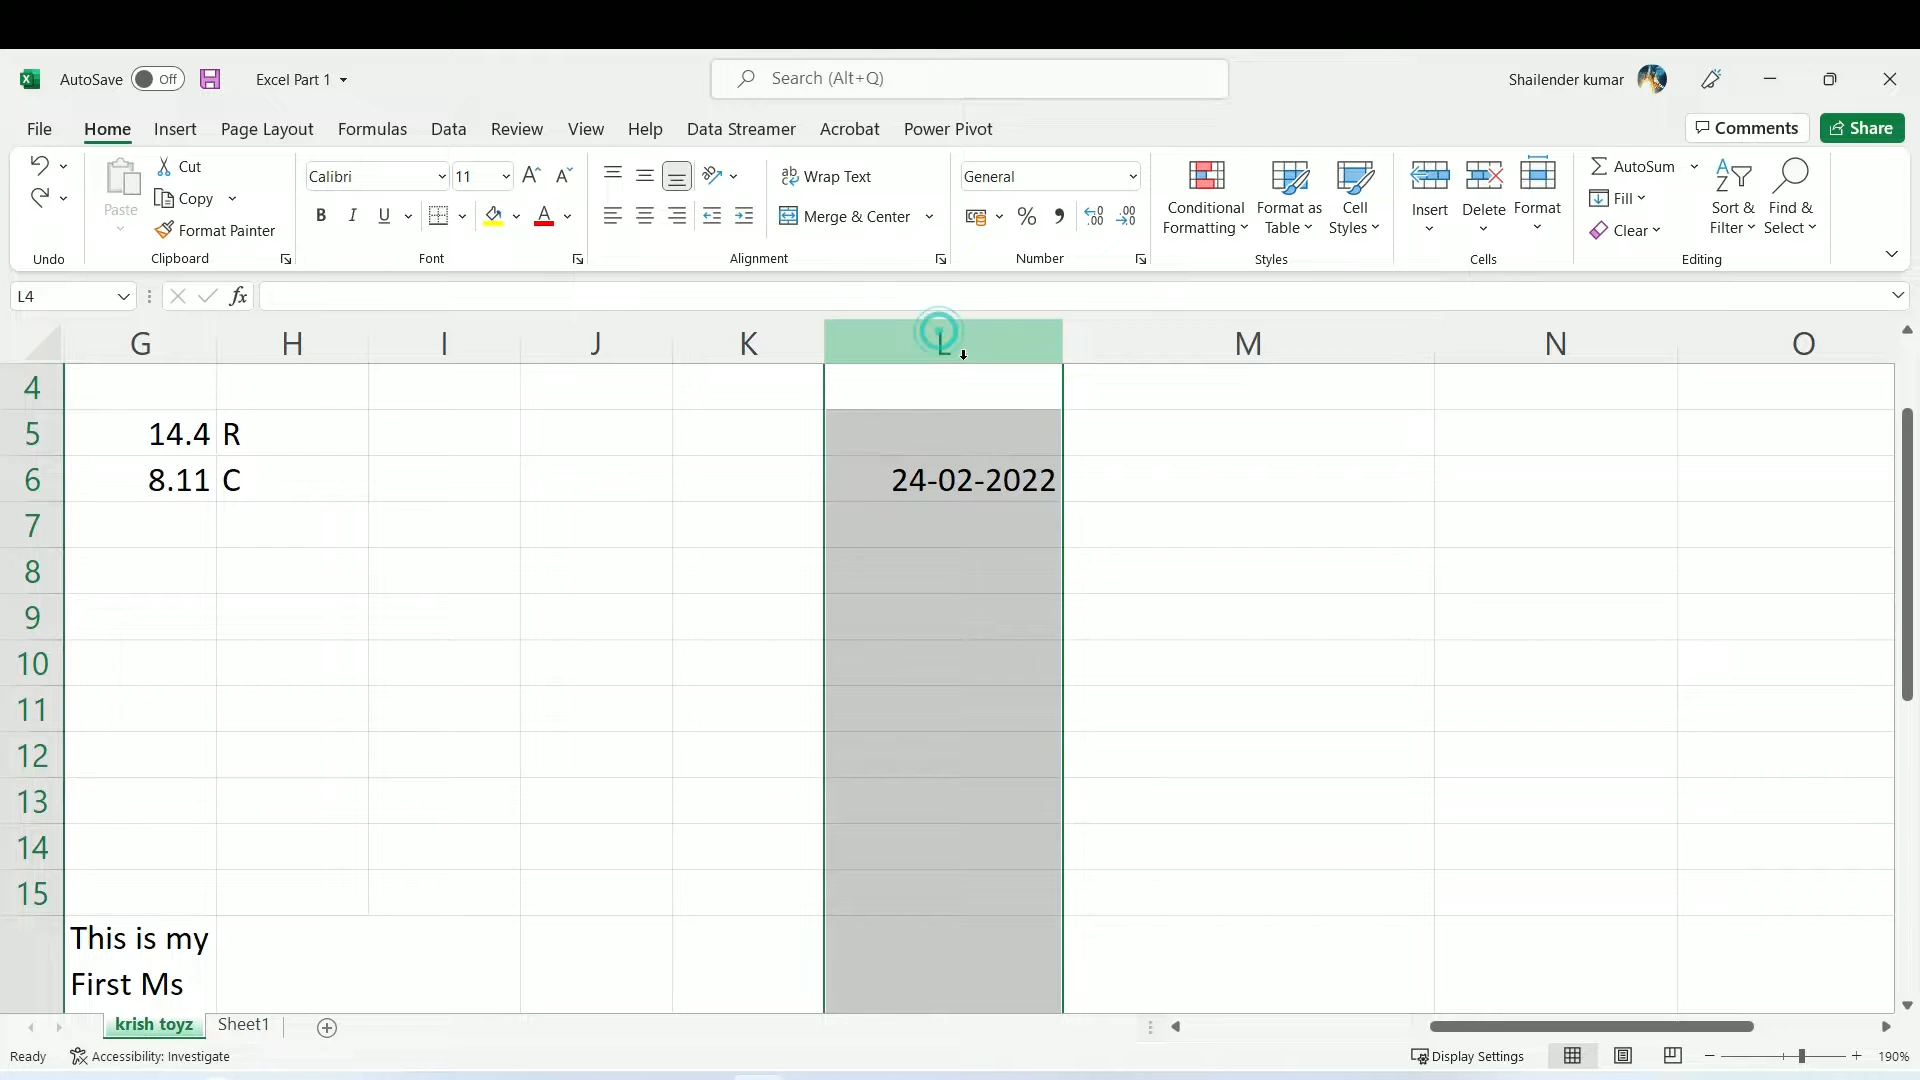 AutoSave Off Excel Part 1 Search (Alt+Q) Shailender kumar
File Home Insert Page Layout Formulas Data Review View Help Data Streamer Acrobat Power Pivot Comments Share
Paste Cut Copy Format Painter
Calibri 11
B I U A
Wrap Text
Merge & Center
General
Conditional Formatting Format as Table Cell Styles
Insert Delete Format
AutoSum Fill Clear
Sort & Filter Find & Select
Undo Clipboard Font Alignment Number Styles Cells Editing
L4 fx
G H I J K L M N O
4
5 14.4 R
6 8.11 C 24-02-2022
7
8
9
10
11
12
13
14
15
This is my
First Ms
krish toyz Sheet1
Ready Accessibility: Investigate Display Settings 190%